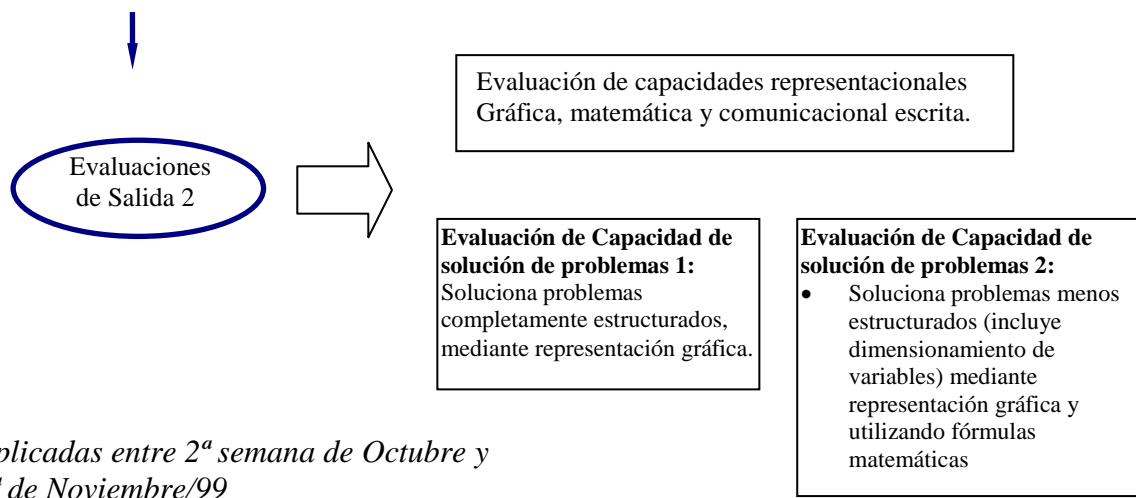 Evaluación de capacidades representacionales
Gráfica, matemática y comunicacional escrita.
Evaluaciones
de Salida 2
Evaluación de Capacidad de
solución de problemas 1:
Soluciona problemas
completamente estructurados,
mediante representación gráfica.
Evaluación de Capacidad de
solución de problemas 2:
• Soluciona problemas menos
estructurados (incluye
dimensionamiento de
variables) mediante
representación gráfica y
utilizando fórmulas
matemáticas
entre 2ª semana de Octubre y
de Noviembre/99